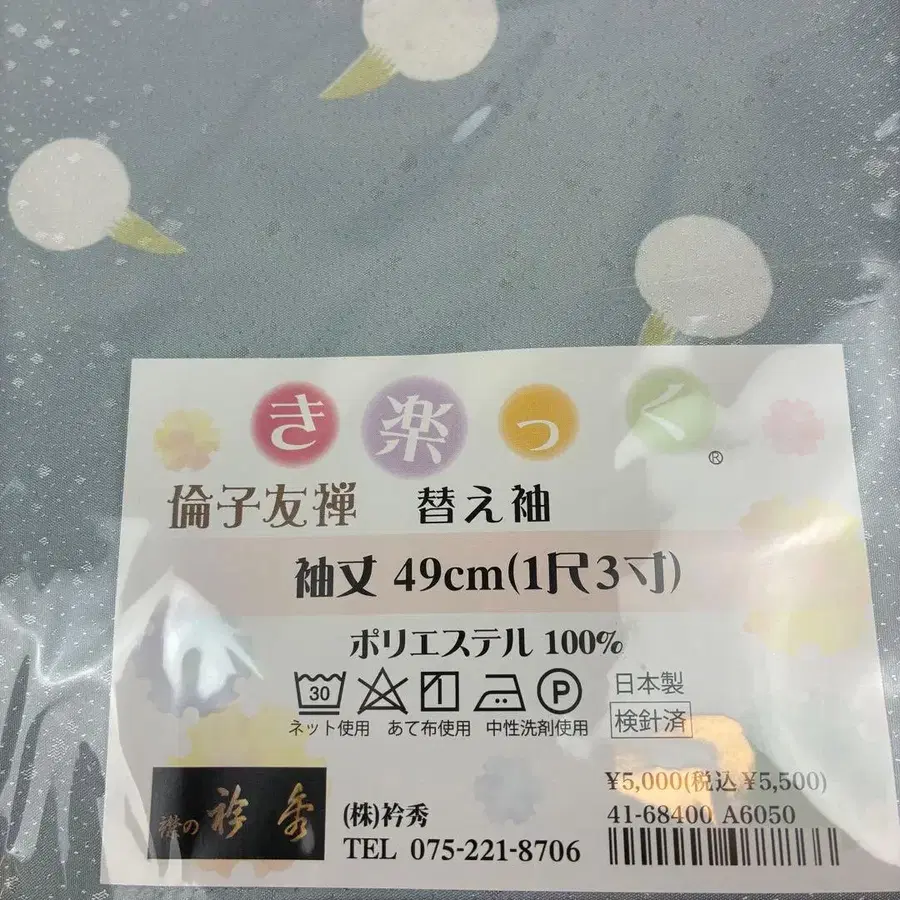 き楽っく
®
倫子友禅 替え袖
袖丈 49cm(1尺3寸)
ポリエステル 100%
30 P
ネット使用 あて布使用 中性洗剤使用
日本製
検針済
襟の 衿秀
(株)衿秀
TEL 075-221-8706
¥5,000(税込¥5,500)
41-68400 A6050